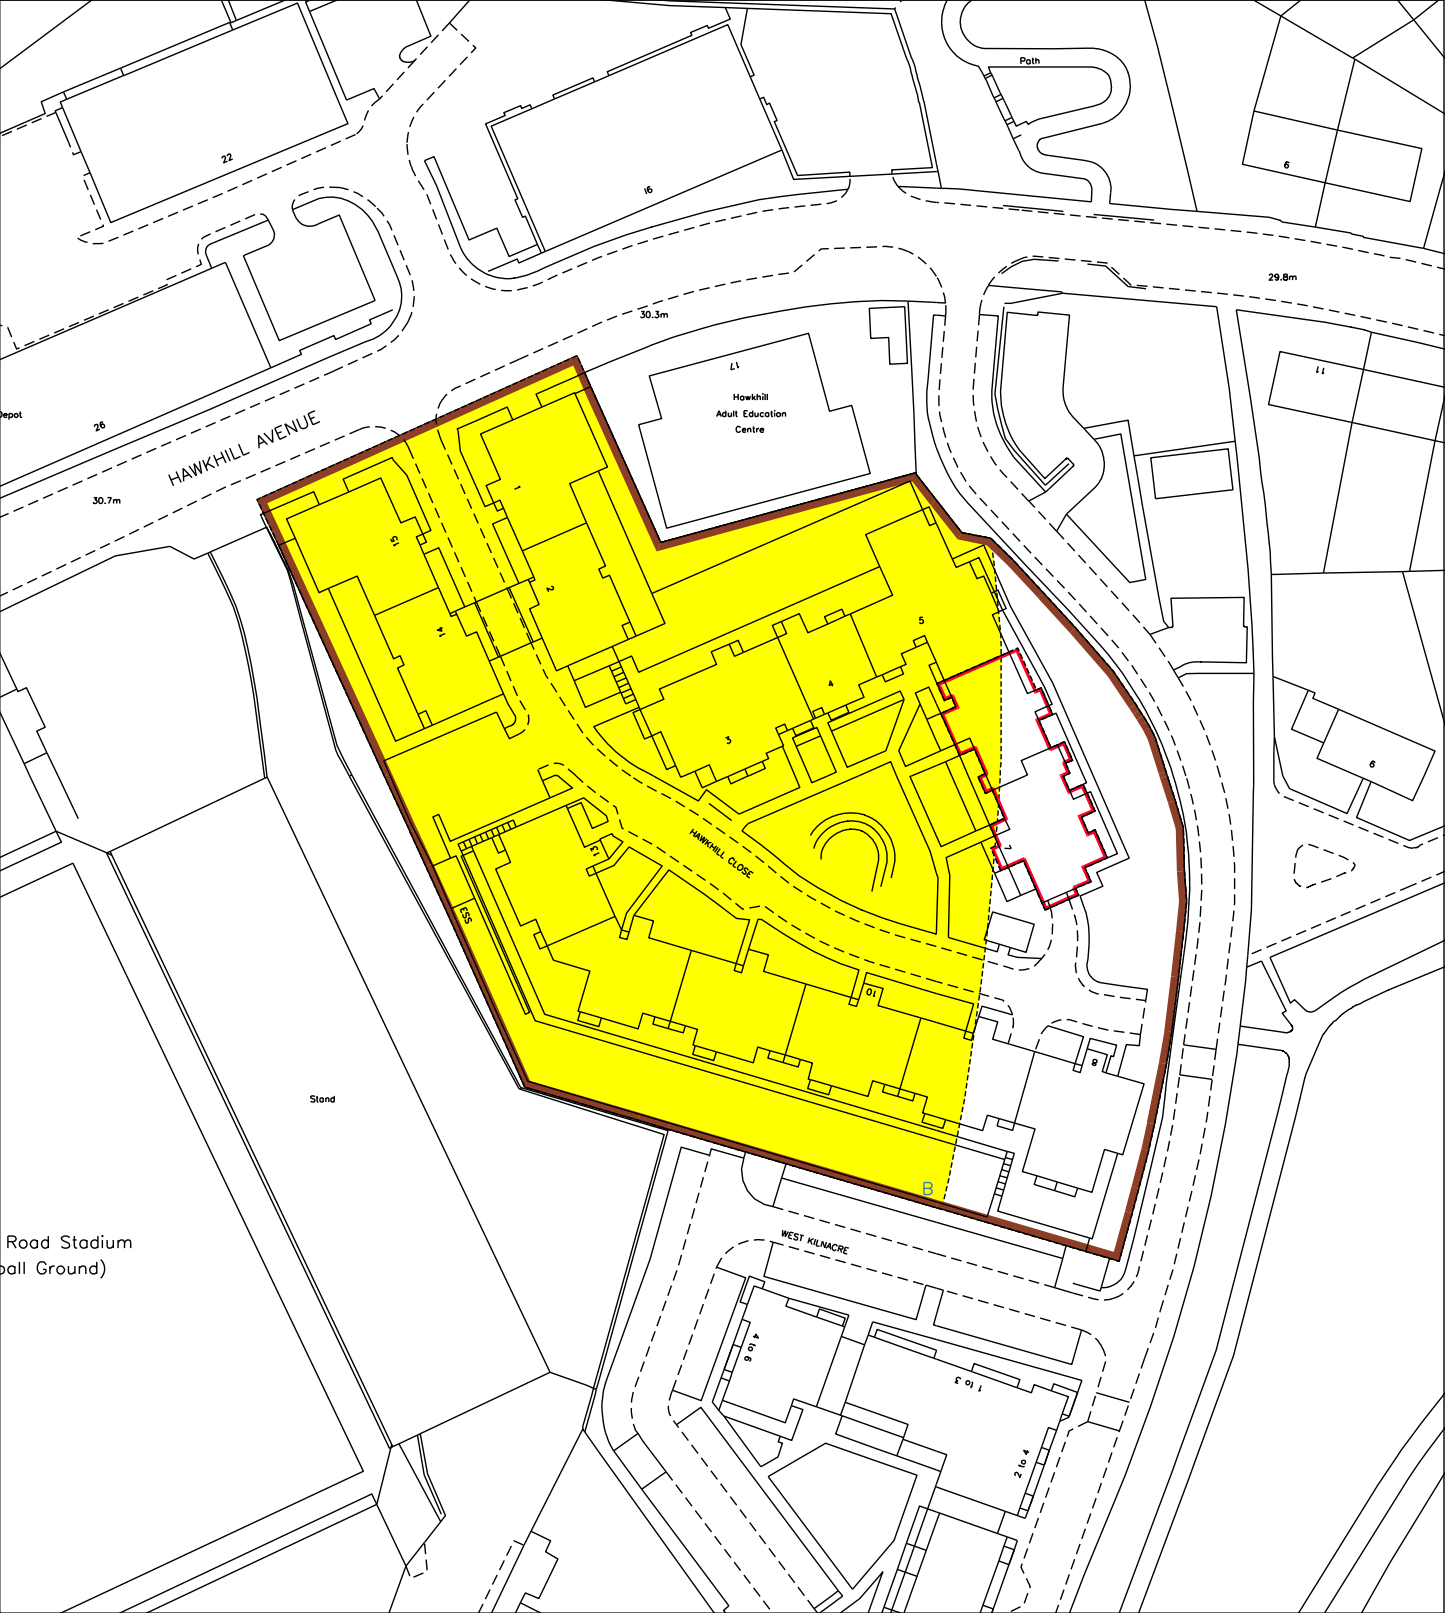 Path
22
6
16
29.8m
30.3m
17
11
Hawkhill
Adult Education
Centre
Depot
26
HAWKHILL AVENUE
30.7m
1
15
2
14
5
4
3
6
HAWKHILL CLOSE
13
7
ESS
10
8
Stand
B
Road Stadium
ball Ground)
WEST KILNACRE
4 to 6
1 to 3
2 to 4